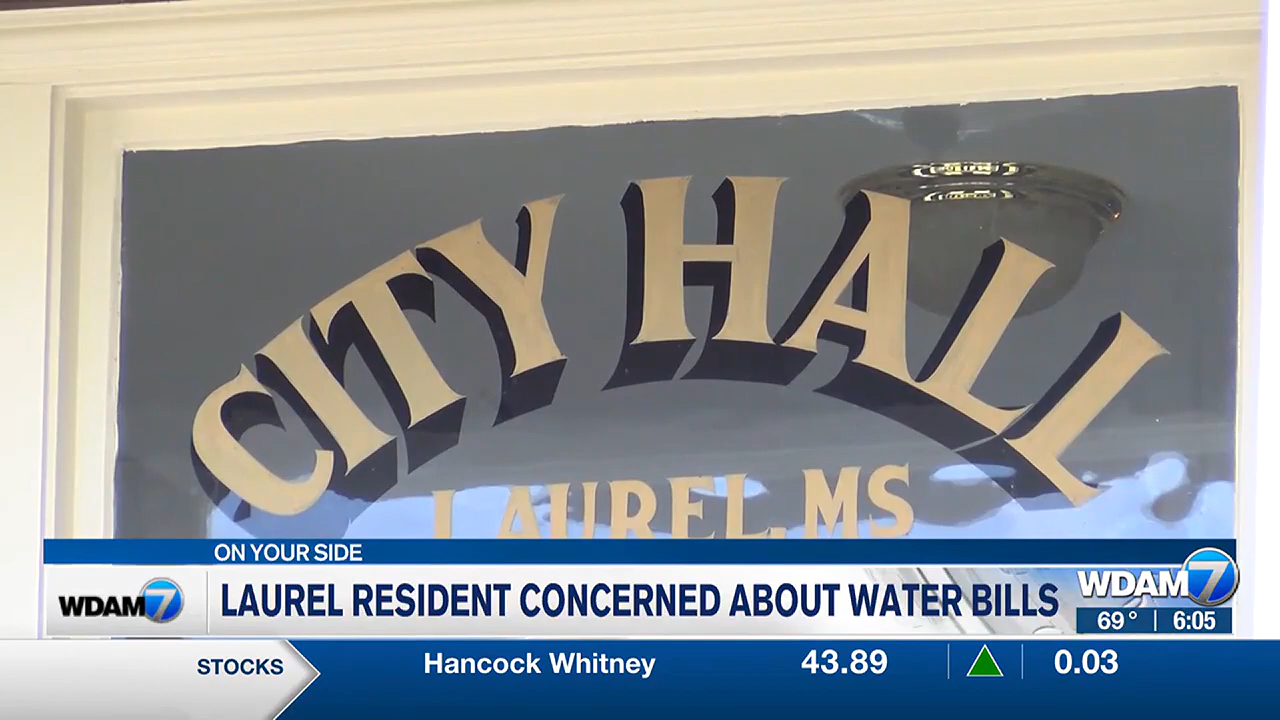 CITY HALL
LAUREL, MS
ON YOUR SIDE
WDAM7
LAUREL RESIDENT CONCERNED ABOUT WATER BILLS
WDAM7
69° | 6:05
STOCKS Hancock Whitney 43.89 0.03